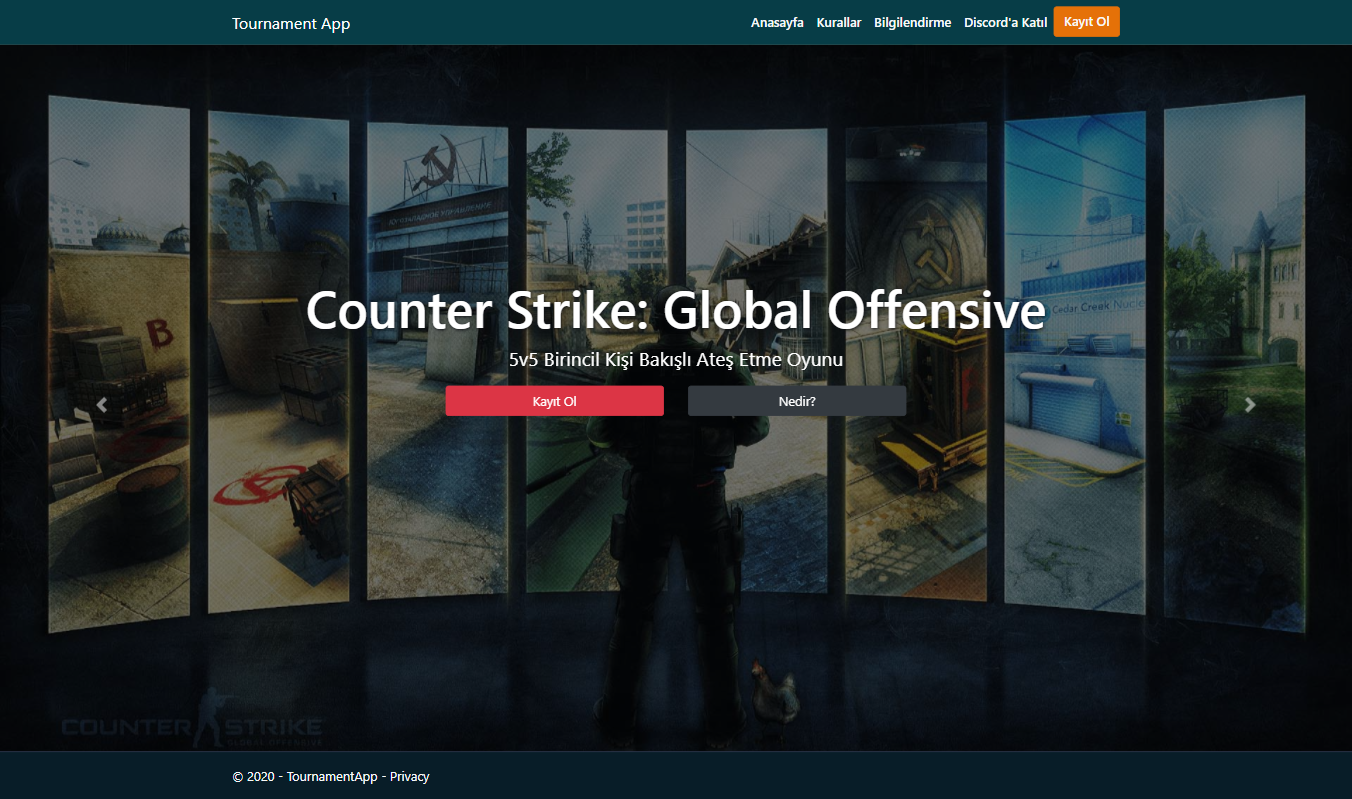 Tournament App
Anasayfa Kurallar Bilgilendirme Discord'a Katıl Kayıt Ol
B
Cedar Creek Nucle
Counter Strike: Global Offensive
5v5 Birincil Kişi Bakışlı Ateş Etme Oyunu
Kayıt Ol Nedir?
COUNTER STRIKE
GLOBAL OFFENSIVE
© 2020 - TournamentApp - Privacy